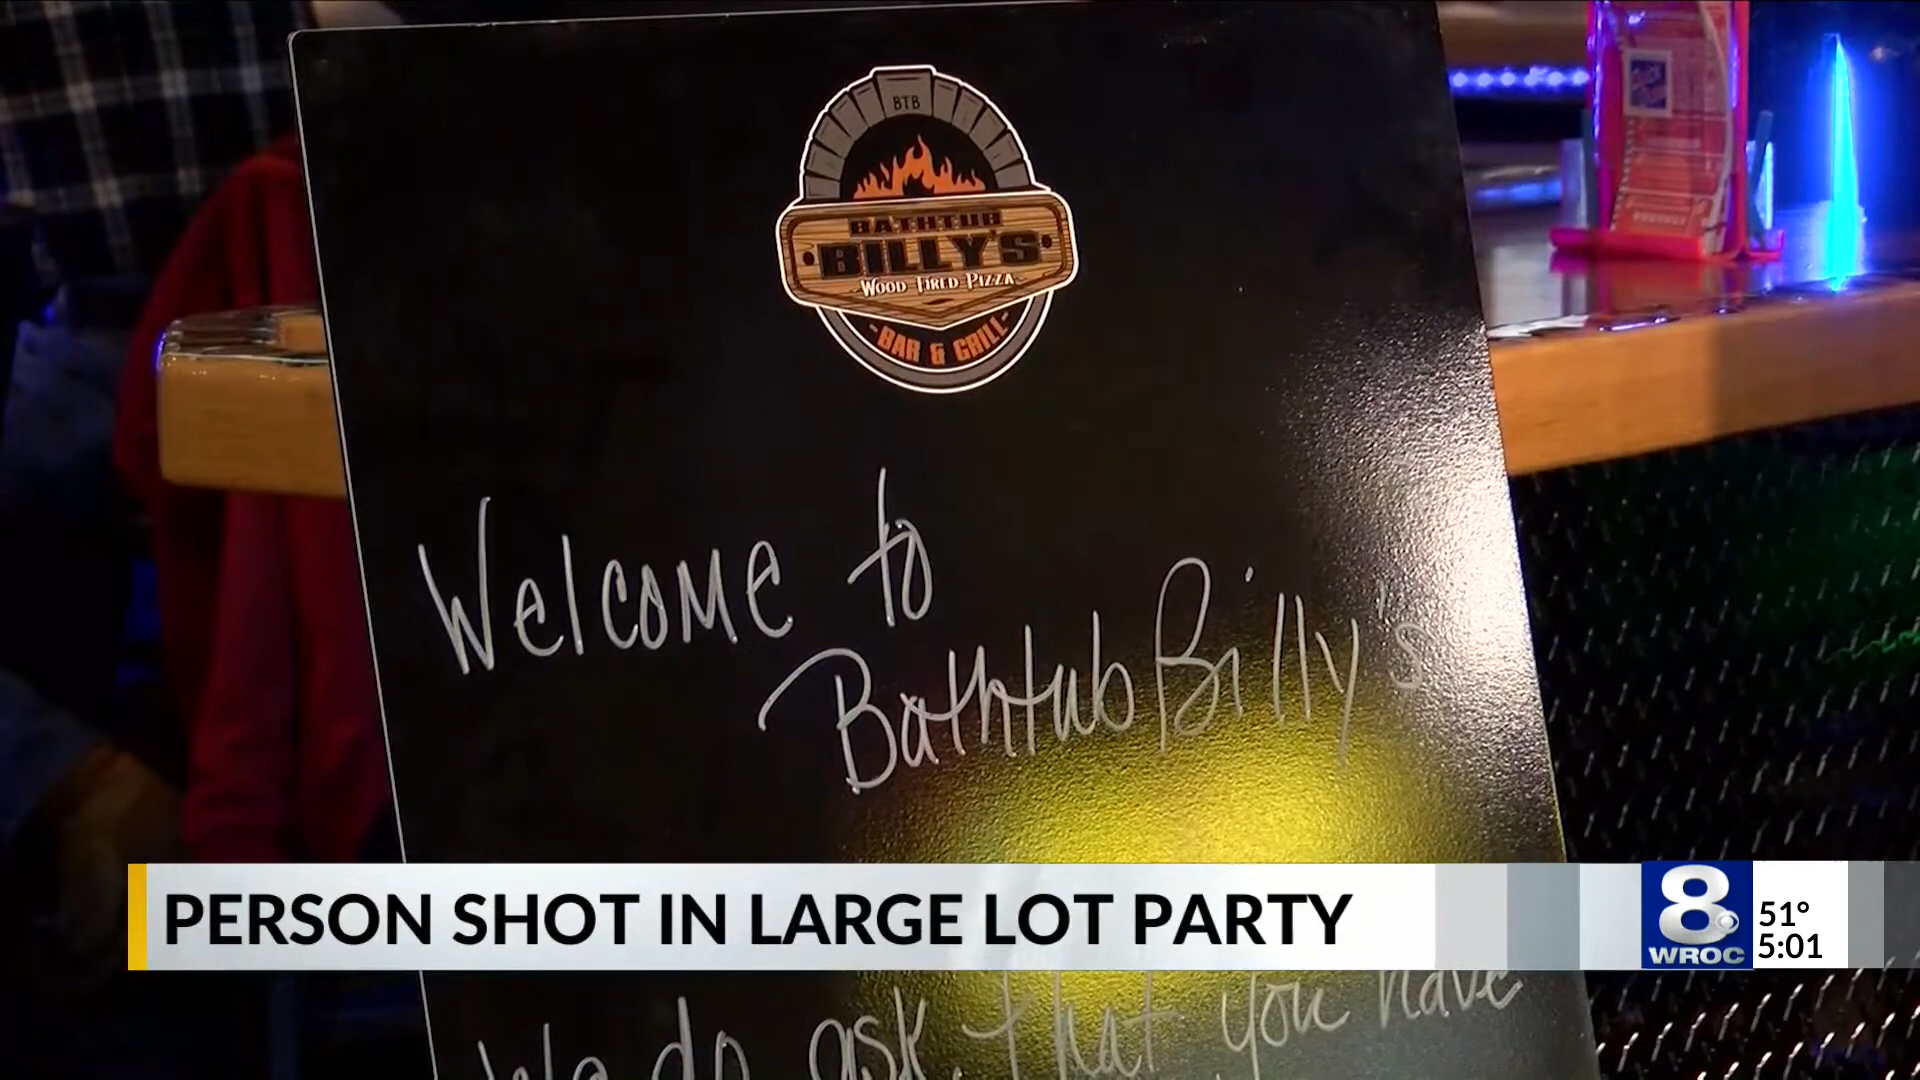 BTB
BATHTUB
BILLY'S
WOOD FIRED PIZZA
BAR & GRILL
Welcome to
Bathtub Billy's
PERSON SHOT IN LARGE LOT PARTY
8
WROC
51°
5:01
We do ask that you have